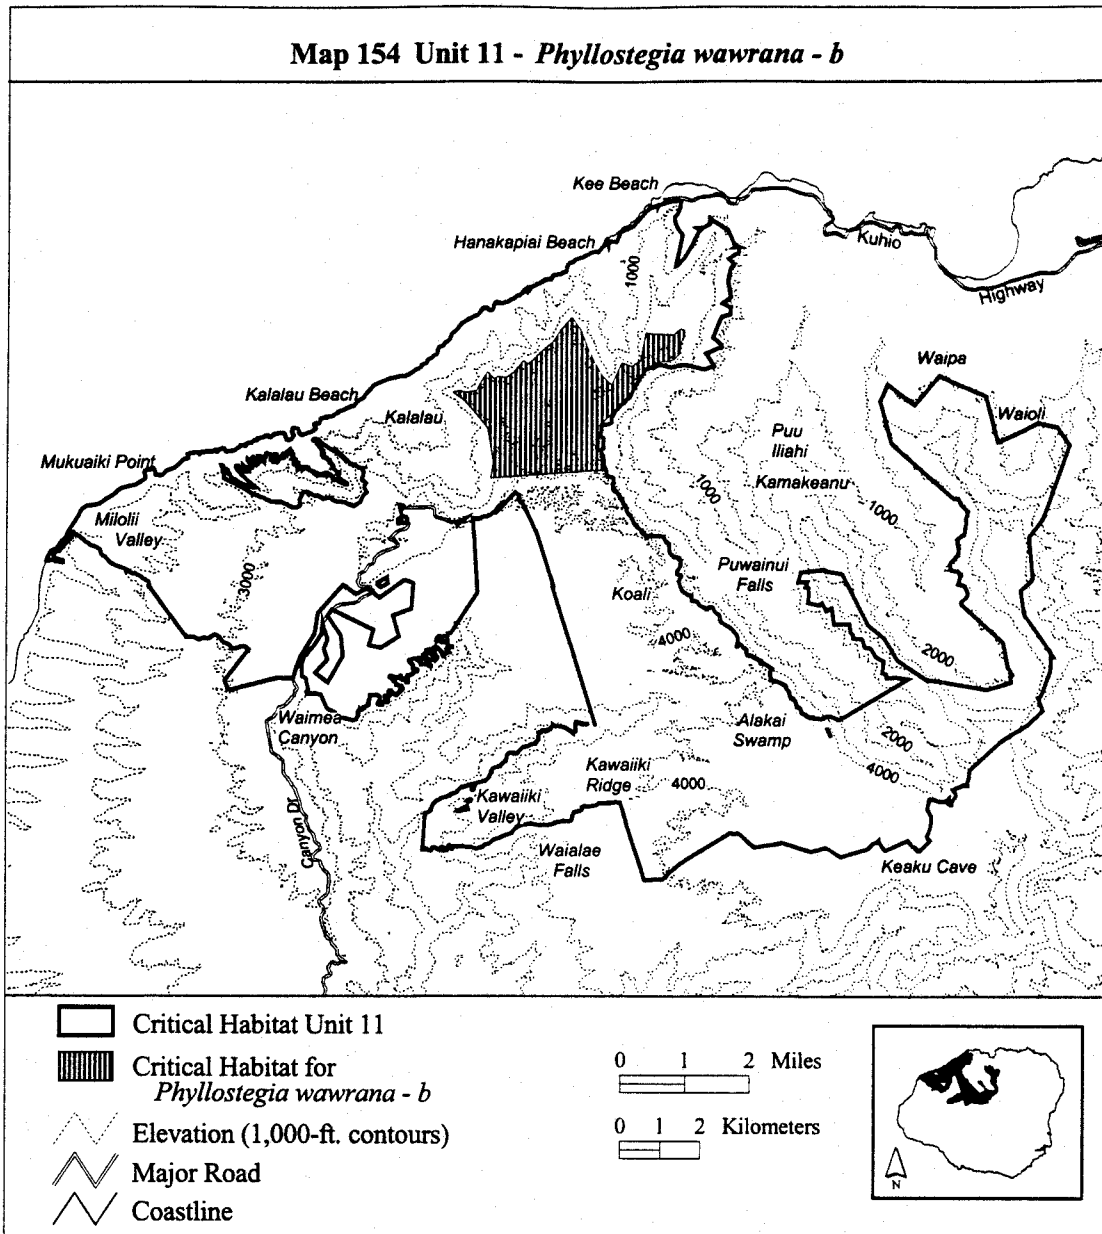 Map 154 Unit 11 - Phyllostegia wawrana - b
Kee Beach
Hanakapiai Beach
Kuhio
1000
Highway
Waipa
Kalalau Beach
Waioli
Kalalau
Puu
Iliahi
Mukuaiki Point
Kamakeanu
1000
1000
Milolii
Valley
Puwainui
Falls
3000
Koali
4000
2000
Waimea
Canyon
Alakai
Swamp
2000
Kawaiiki
Ridge
4000
4000
Kawaiiki
Valley
Canyon Dr
Waialae
Falls
Keaku Cave
Critical Habitat Unit 11
Critical Habitat for
Phyllostegia wawrana - b
Elevation (1,000-ft. contours)
Major Road
Coastline
0 1 2 Miles
0 1 2 Kilometers
N